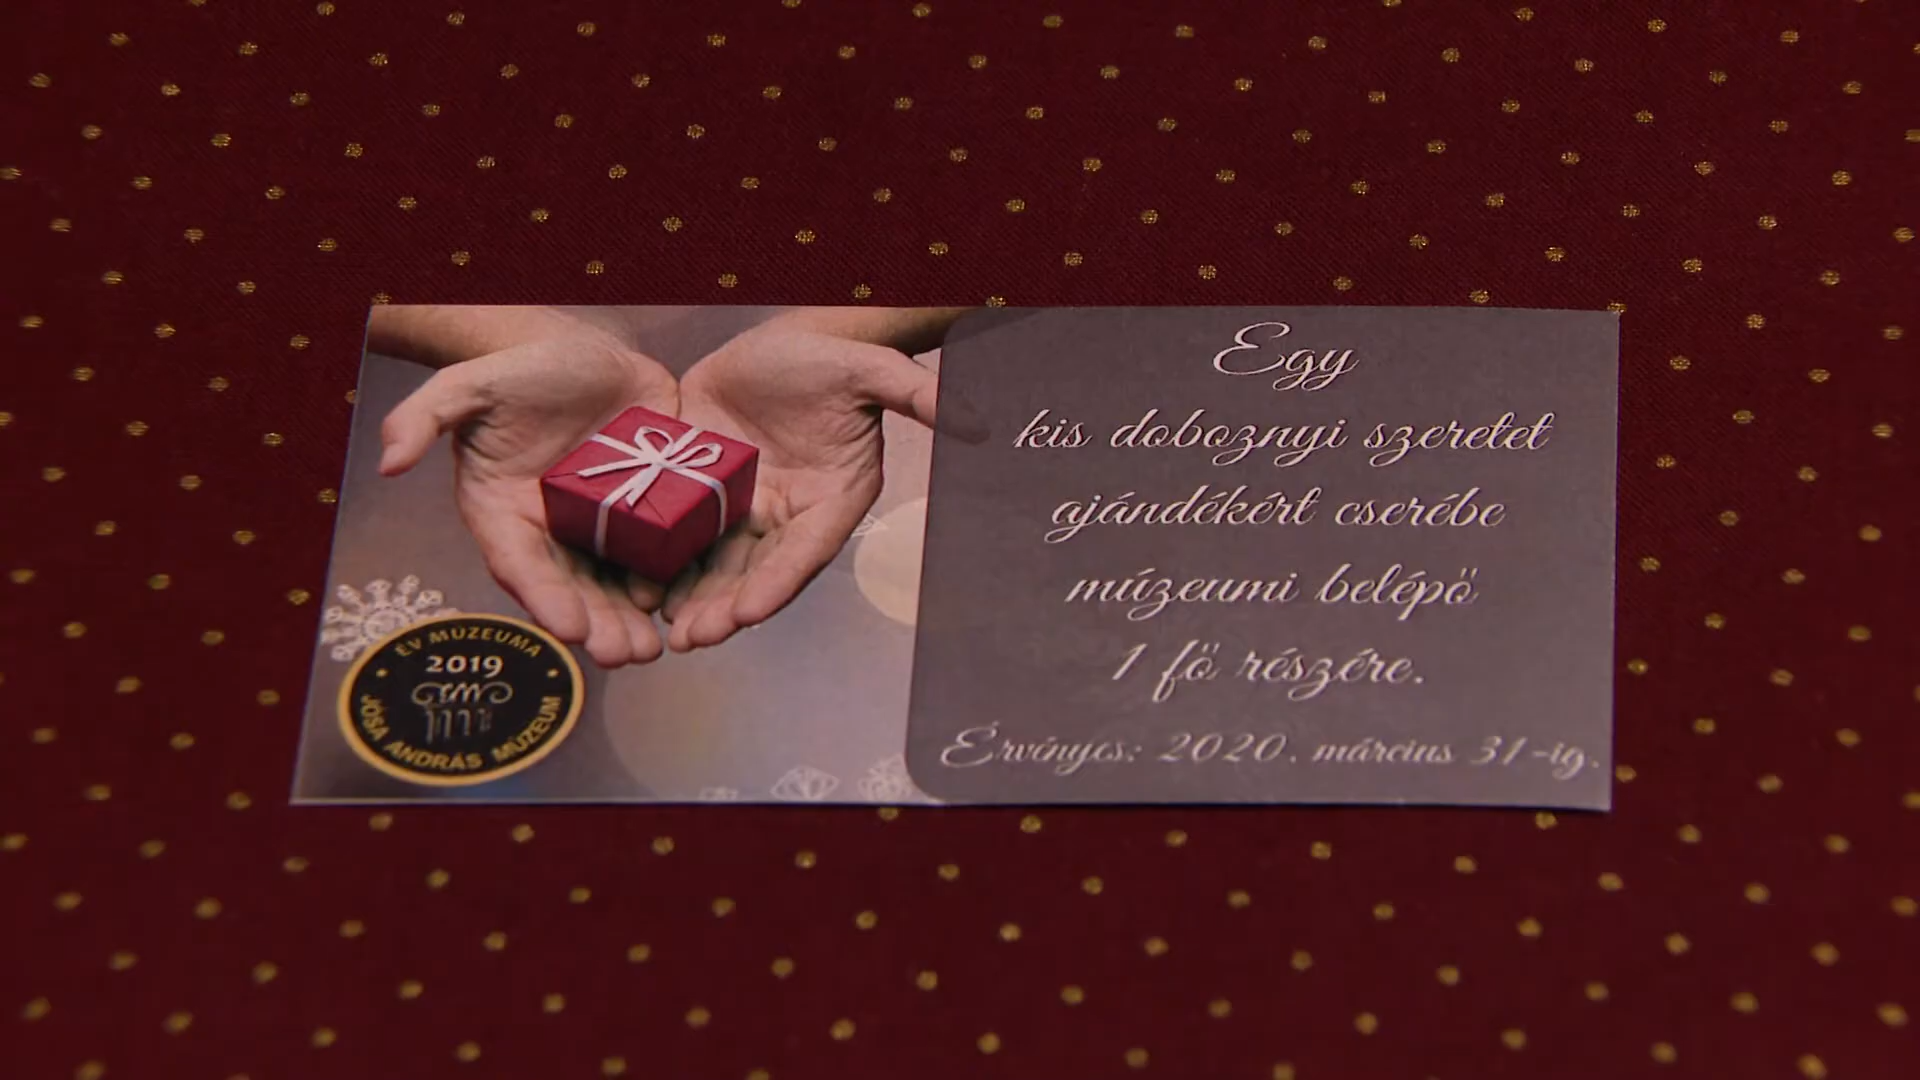 Egy
kis doboznyi szeretet
ajándékért cserébe
múzeumi belépő
1 fő részére.
Érvényes: 2020. március 31-ig.
ÉV MÚZEUMA
2019
JÓSA ANDRÁS MÚZEUM